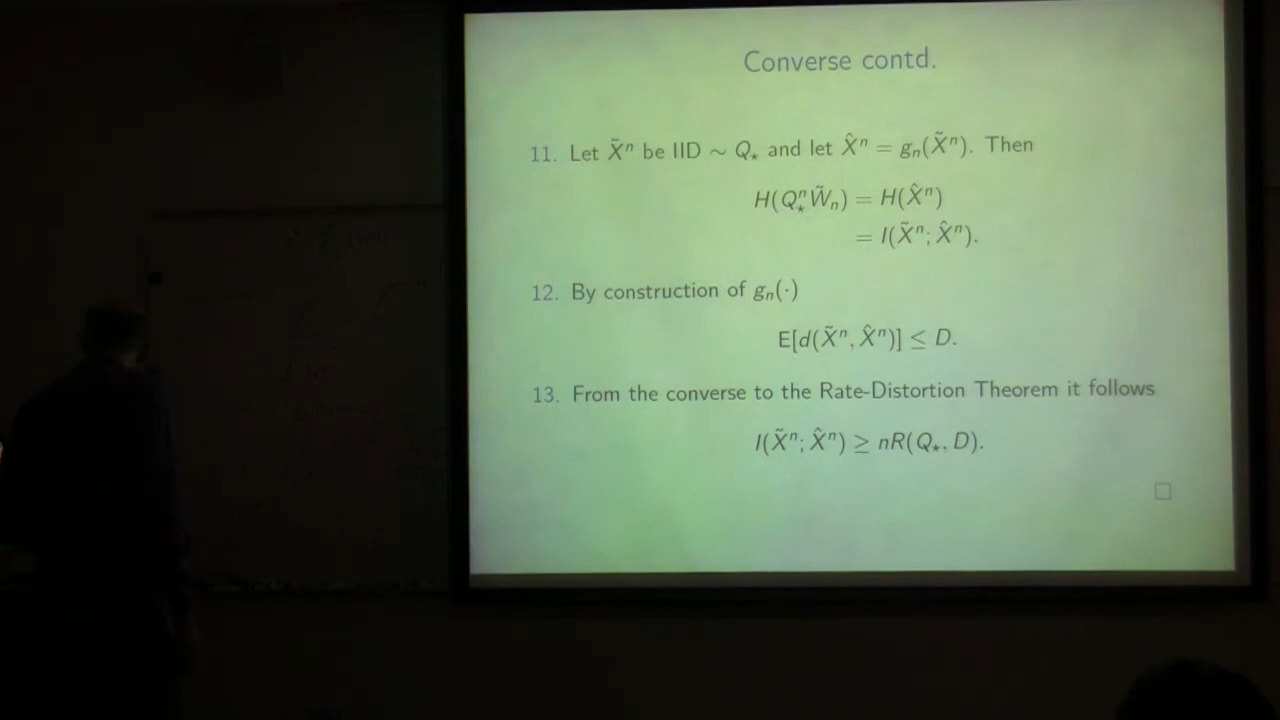 Converse contd.
11. Let X̃ⁿ be IID ∼ Q⋆ and let X̂ⁿ = gₙ(X̃ⁿ). Then
H(Q⋆ⁿW̃ₙ) = H(X̂ⁿ)
= I(X̃ⁿ; X̂ⁿ).
12. By construction of gₙ(·)
E[d(X̃ⁿ, X̂ⁿ)] ≤ D.
13. From the converse to the Rate-Distortion Theorem it follows
I(X̃ⁿ; X̂ⁿ) ≥ nR(Q⋆, D).
□